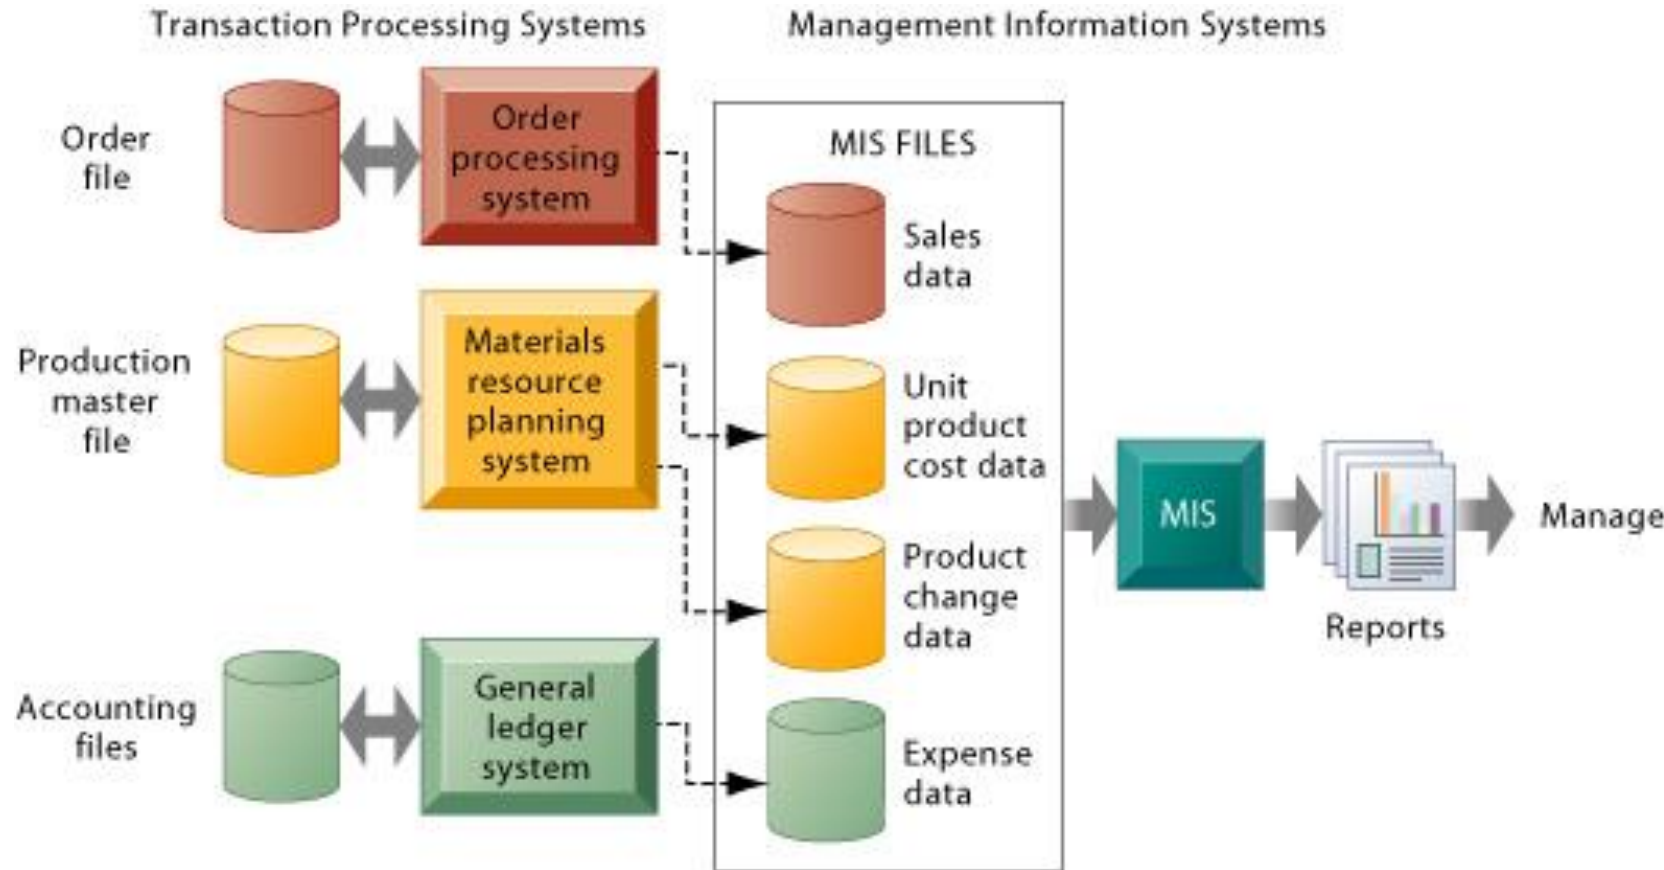 Transaction Processing Systems
Management Information Systems
Order
file
Order
processing
system
MIS FILES
Sales
data
Production
master
file
Materials
resource
planning
system
Unit
product
cost data
Product
change
data
MIS
Reports
Manage
Accounting
files
General
ledger
system
Expense
data